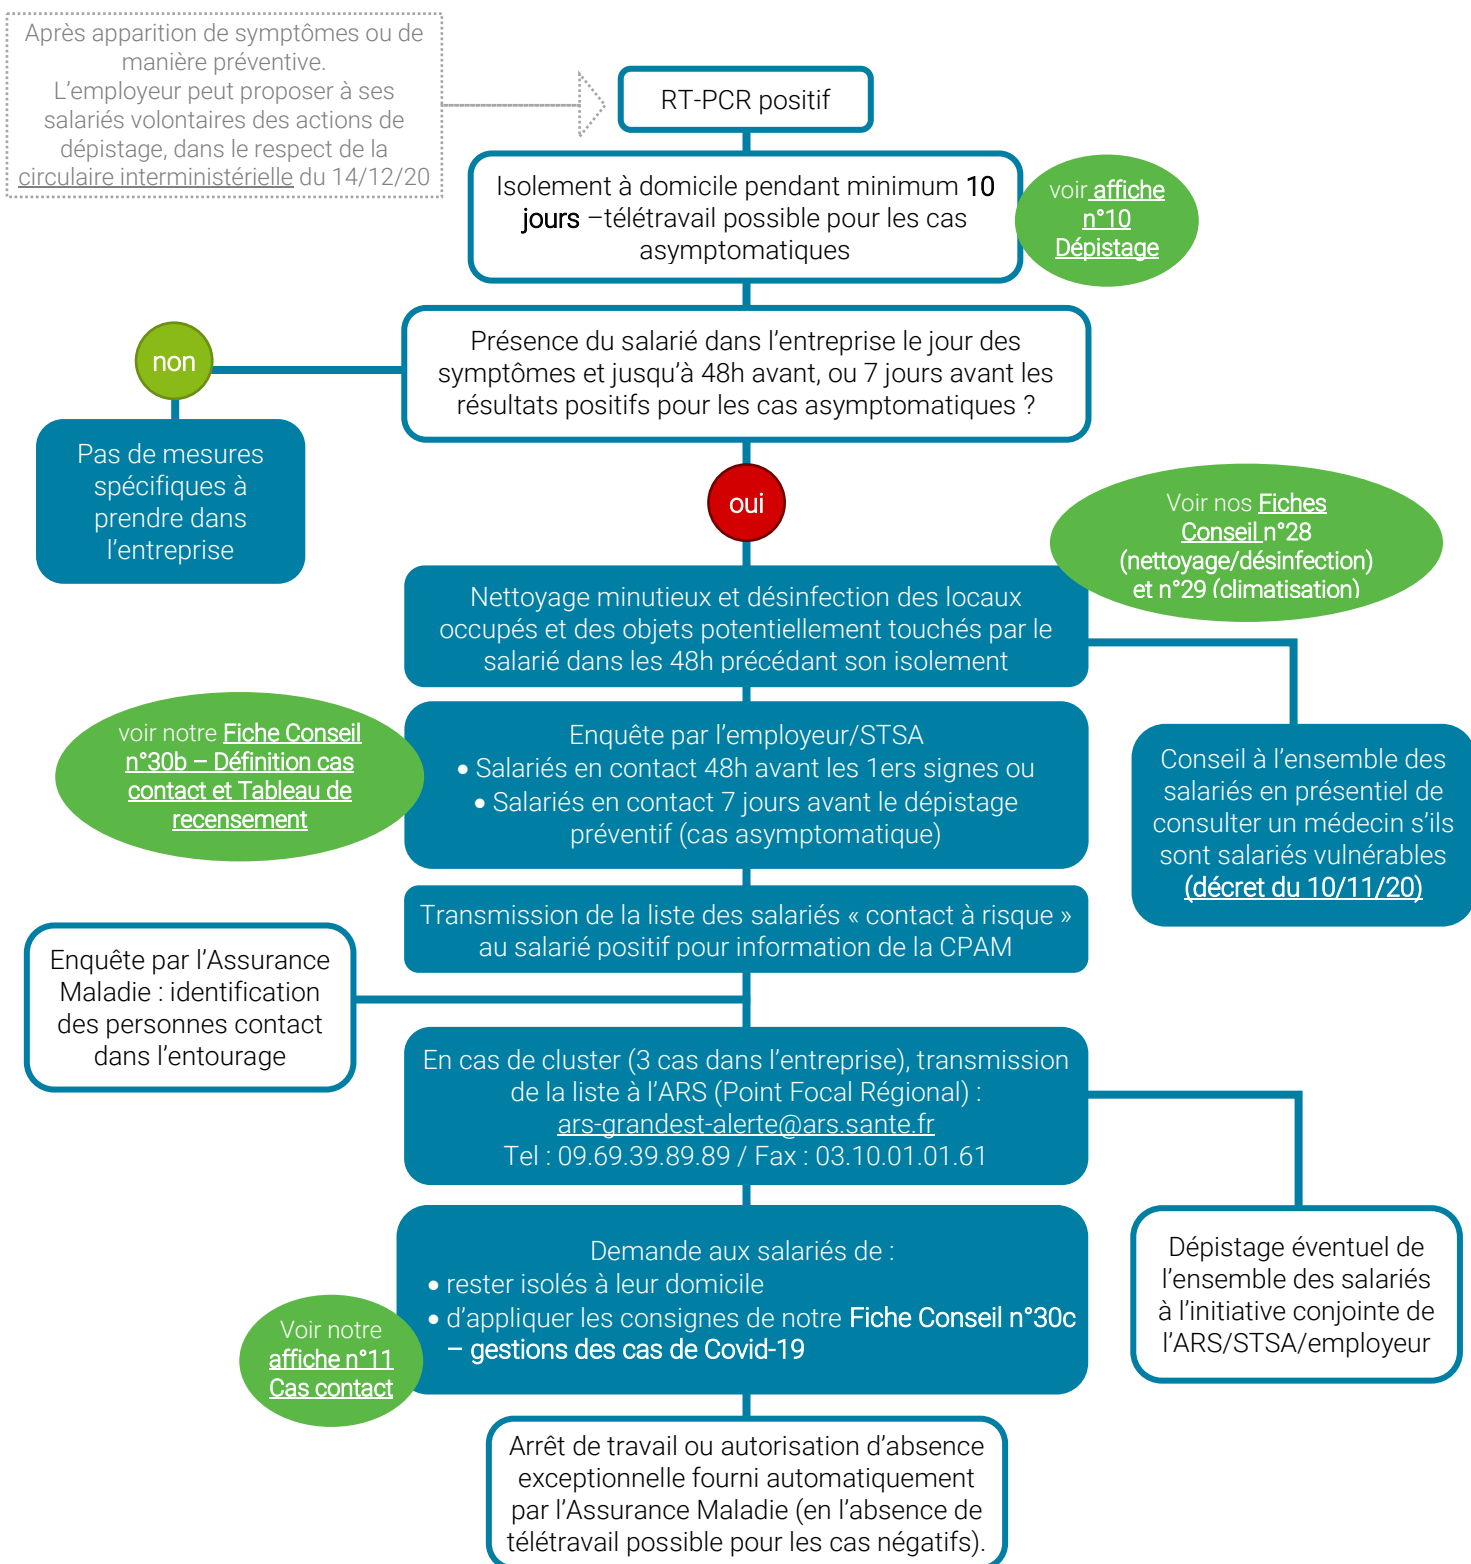 Après apparition de symptômes ou de
manière préventive.
L'employeur peut proposer à ses
salariés volontaires des actions de
dépistage, dans le respect de la
circulaire interministérielle du 14/12/20
RT-PCR positif
Isolement à domicile pendant minimum 10
jours –télétravail possible pour les cas
asymptomatiques
voir affiche
n°10
Dépistage
Présence du salarié dans l'entreprise le jour des
symptômes et jusqu'à 48h avant, ou 7 jours avant les
résultats positifs pour les cas asymptomatiques ?
non
Pas de mesures
spécifiques à
prendre dans
l'entreprise
oui
Voir nos Fiches
Conseil n°28
(nettoyage/désinfection)
et n°29 (climatisation)
Nettoyage minutieux et désinfection des locaux
occupés et des objets potentiellement touchés par le
salarié dans les 48h précédant son isolement
voir notre Fiche Conseil
n°30b – Définition cas
contact et Tableau de
recensement
Enquête par l'employeur/STSA
• Salariés en contact 48h avant les 1ers signes ou
• Salariés en contact 7 jours avant le dépistage
préventif (cas asymptomatique)
Conseil à l'ensemble des
salariés en présentiel de
consulter un médecin s'ils
sont salariés vulnérables
(décret du 10/11/20)
Transmission de la liste des salariés « contact à risque »
au salarié positif pour information de la CPAM
Enquête par l'Assurance
Maladie : identification
des personnes contact
dans l'entourage
En cas de cluster (3 cas dans l'entreprise), transmission
de la liste à l'ARS (Point Focal Régional) :
ars-grandest-alerte@ars.sante.fr
Tel : 09.69.39.89.89 / Fax : 03.10.01.01.61
Demande aux salariés de :
• rester isolés à leur domicile
• d'appliquer les consignes de notre Fiche Conseil n°30c
– gestions des cas de Covid-19
Voir notre
affiche n°11
Cas contact
Dépistage éventuel de
l'ensemble des salariés
à l'initiative conjointe de
l'ARS/STSA/employeur
Arrêt de travail ou autorisation d'absence
exceptionnelle fourni automatiquement
par l'Assurance Maladie (en l'absence de
télétravail possible pour les cas négatifs).